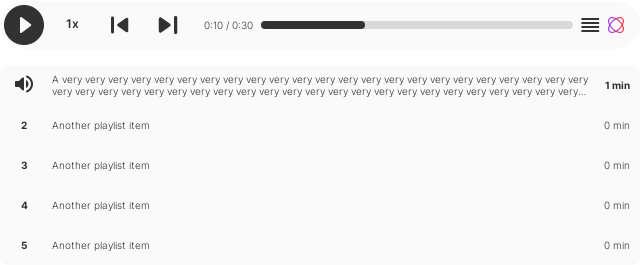 1x
0:10 / 0:30
A very very very very very very very very very very very very very very very very very very very very very very very
very very very very very very very very very very very very very very very very very very very very very very very...
1 min
2 Another playlist item 0 min
3 Another playlist item 0 min
4 Another playlist item 0 min
5 Another playlist item 0 min